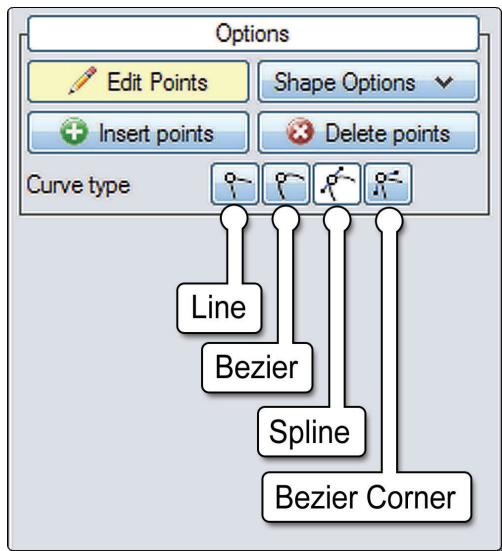 Options
Edit Points
Shape Options
Insert points
Delete points
Curve type
Line
Bezier
Spline
Bezier Corner